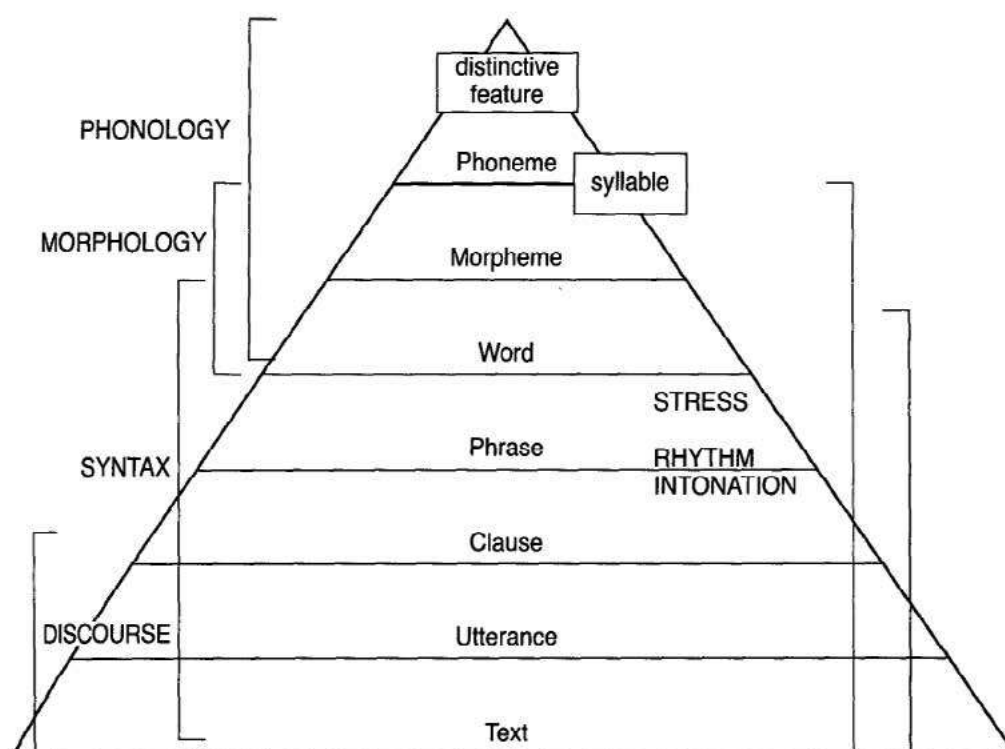 distinctive
feature
PHONOLOGY
Phoneme
syllable
MORPHOLOGY
Morpheme
Word
STRESS
Phrase
SYNTAX
RHYTHM
INTONATION
Clause
DISCOURSE
Utterance
Text